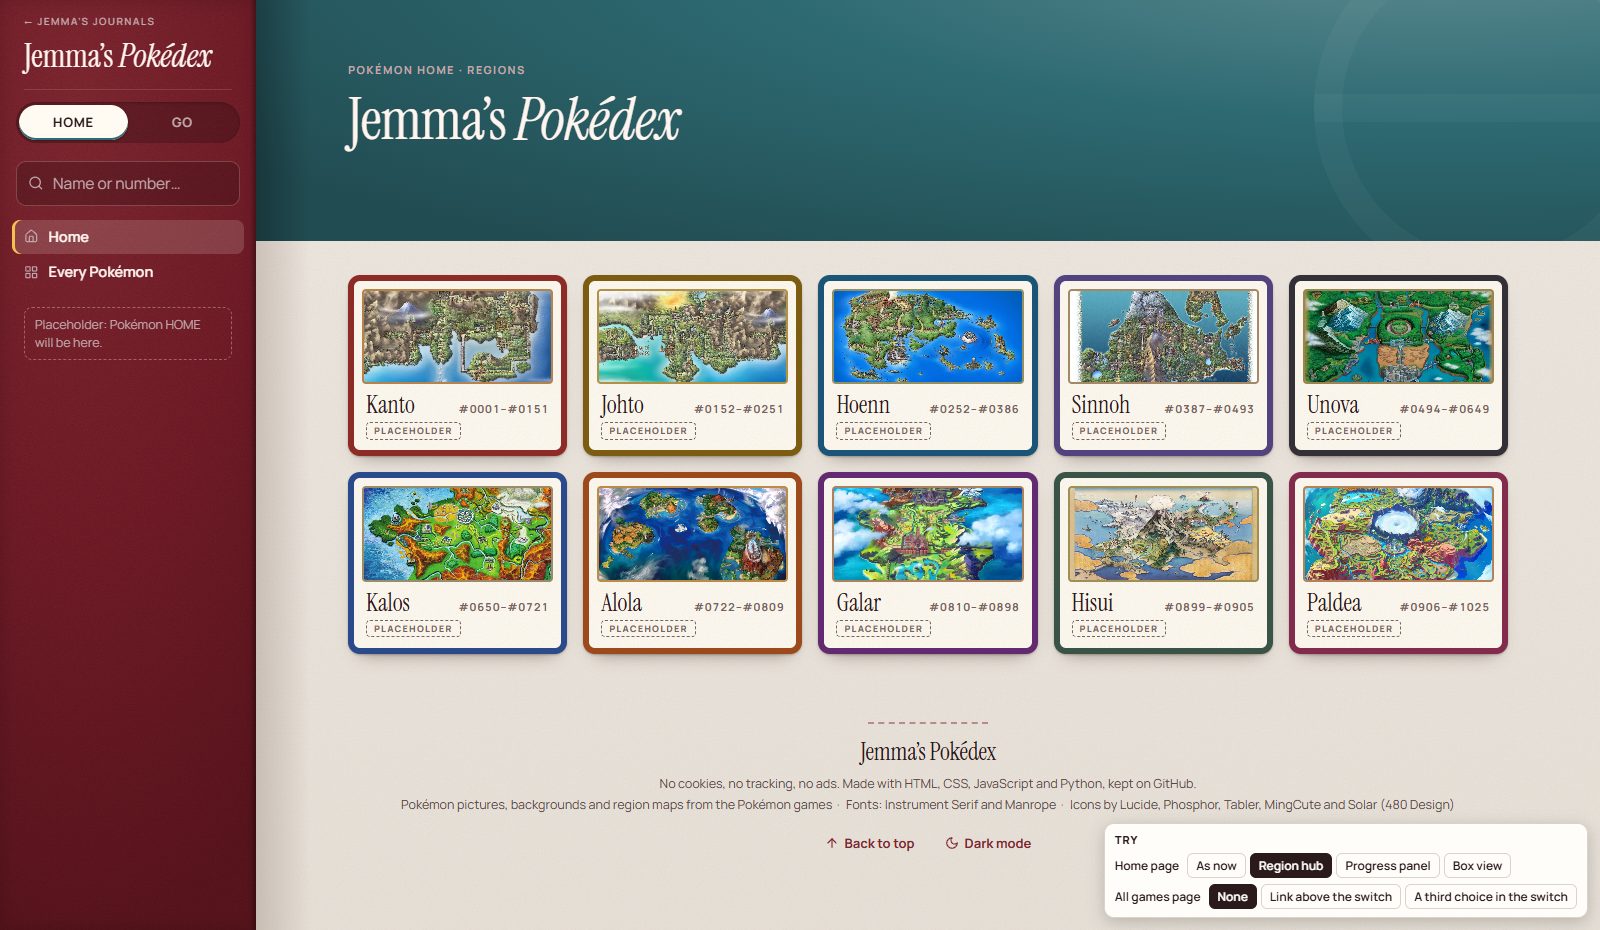 ← JEMMA'S JOURNALS
Jemma's Pokédex
HOME GO
Name or number...
Home
Every Pokémon
Placeholder: Pokémon HOME
will be here.
POKÉMON HOME · REGIONS
Jemma's Pokédex
Kanto #0001–#0151
PLACEHOLDER
Johto #0152–#0251
PLACEHOLDER
Hoenn #0252–#0386
PLACEHOLDER
Sinnoh #0387–#0493
PLACEHOLDER
Unova #0494–#0649
PLACEHOLDER
Kalos #0650–#0721
PLACEHOLDER
Alola #0722–#0809
PLACEHOLDER
Galar #0810–#0898
PLACEHOLDER
Hisui #0899–#0905
PLACEHOLDER
Paldea #0906–#1025
PLACEHOLDER
Jemma's Pokédex
No cookies, no tracking, no ads. Made with HTML, CSS, JavaScript and Python, kept on GitHub.
Pokémon pictures, backgrounds and region maps from the Pokémon games · Fonts: Instrument Serif and Manrope · Icons by Lucide, Phosphor, Tabler, MingCute and Solar (480 Design)
↑ Back to top Dark mode
TRY
Home page As now Region hub Progress panel Box view
All games page None Link above the switch A third choice in the switch